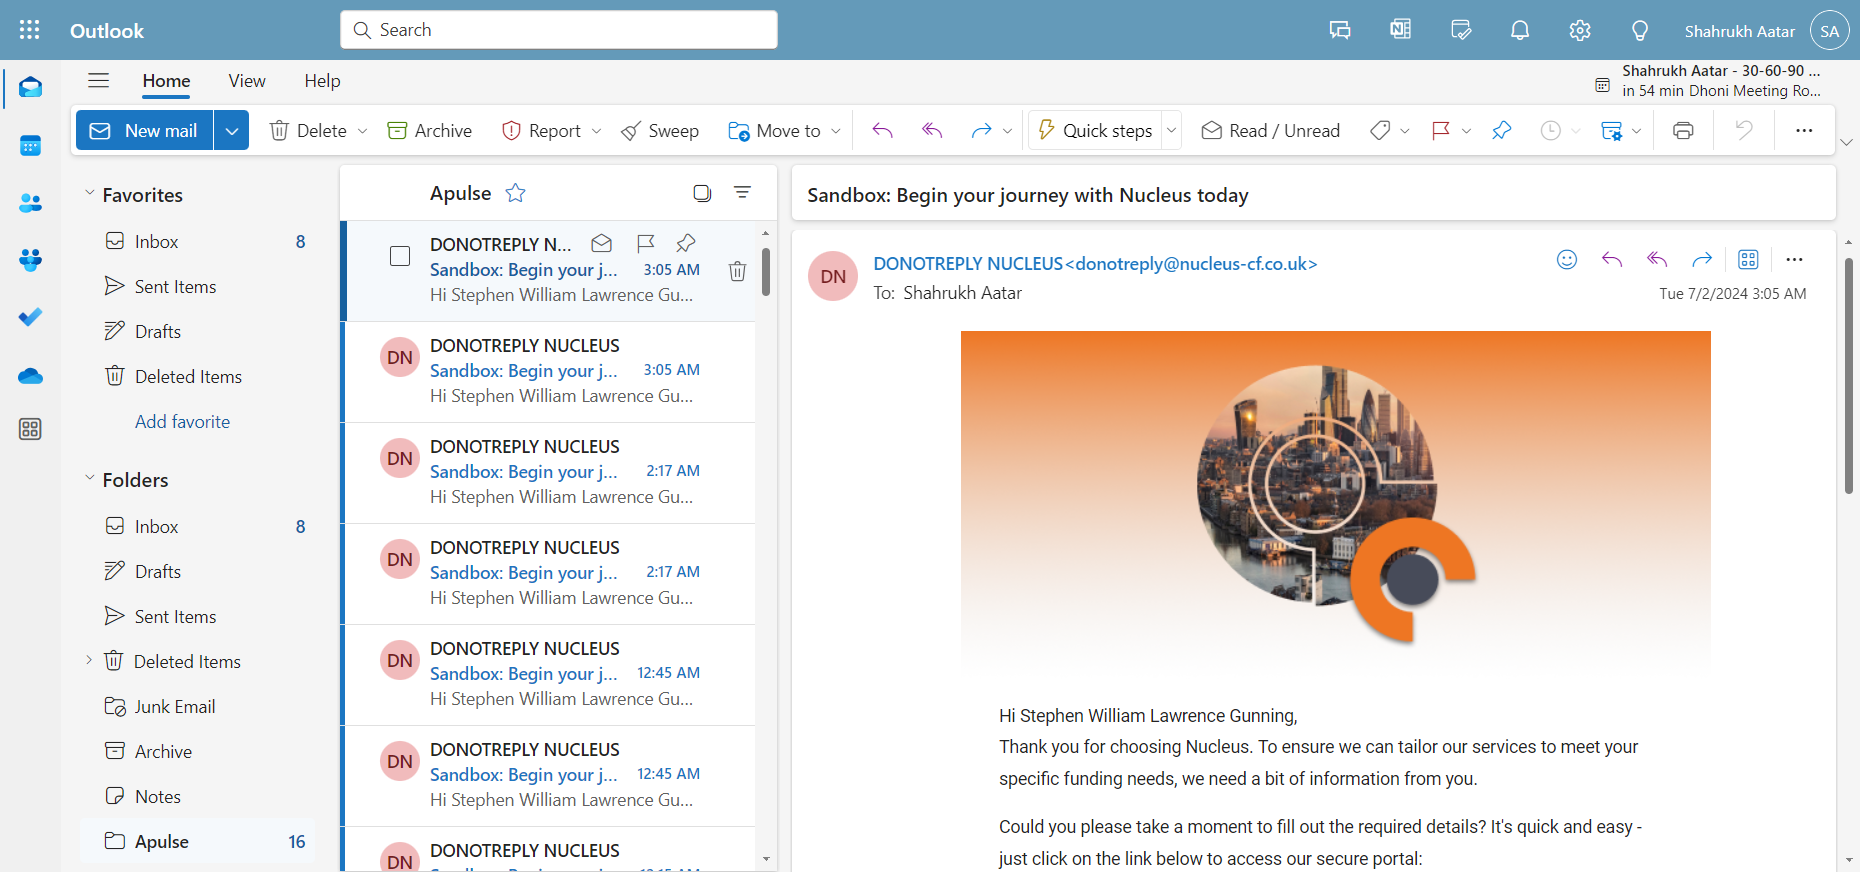 Outlook
Search
Shahrukh Aatar
SA
Home
View
Help
Shahrukh Aatar - 30-60-90 ...
in 54 min Dhoni Meeting Ro...
New mail
Delete
Archive
Report
Sweep
Move to
Quick steps
Read / Unread
Favorites
Inbox 8
Sent Items
Drafts
Deleted Items
Add favorite
Folders
Inbox 8
Drafts
Sent Items
Deleted Items
Junk Email
Archive
Notes
Apulse 16
Apulse
DONOTREPLY N...
Sandbox: Begin your j... 3:05 AM
Hi Stephen William Lawrence Gu...
DN
DONOTREPLY NUCLEUS
Sandbox: Begin your j... 3:05 AM
Hi Stephen William Lawrence Gu...
DN
DONOTREPLY NUCLEUS
Sandbox: Begin your j... 2:17 AM
Hi Stephen William Lawrence Gu...
DN
DONOTREPLY NUCLEUS
Sandbox: Begin your j... 2:17 AM
Hi Stephen William Lawrence Gu...
DN
DONOTREPLY NUCLEUS
Sandbox: Begin your j... 12:45 AM
Hi Stephen William Lawrence Gu...
DN
DONOTREPLY NUCLEUS
Sandbox: Begin your j... 12:45 AM
Hi Stephen William Lawrence Gu...
DN
DONOTREPLY NUCLEUS
Sandbox: Begin your journey with Nucleus today
DN
DONOTREPLY NUCLEUS<donotreply@nucleus-cf.co.uk>
To: Shahrukh Aatar
Tue 7/2/2024 3:05 AM
Hi Stephen William Lawrence Gunning,
Thank you for choosing Nucleus. To ensure we can tailor our services to meet your
specific funding needs, we need a bit of information from you.
Could you please take a moment to fill out the required details? It's quick and easy -
just click on the link below to access our secure portal: